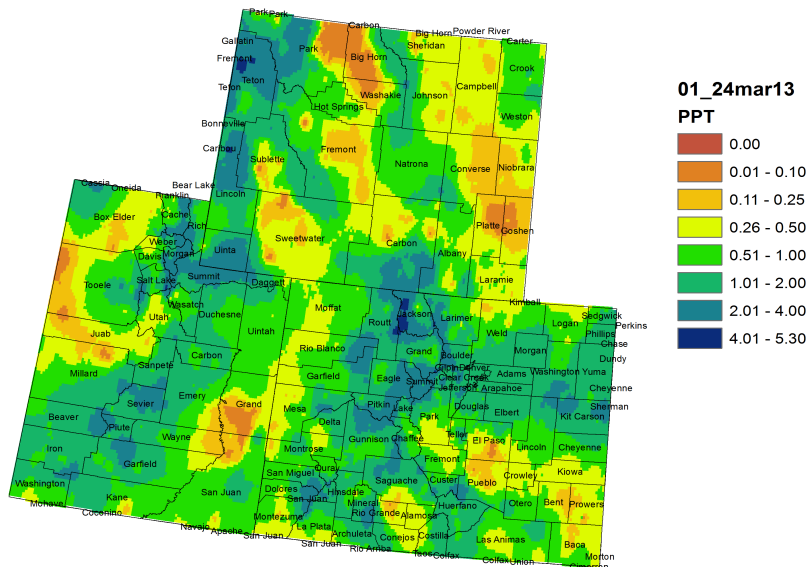 Park Park
Carbon
Big Horn
Powder River
Carter
Gallatin
Park
Sheridan
Fremont
Big Horn
Crook
Teton
Campbell
Teton
Washakie
Johnson
Hot Springs
Weston
Bonneville
Caribou
Fremont
Sublette
Natrona
Converse
Niobrara
Cassia
Oneida
Bear Lake
Franklin
Lincoln
Box Elder
Cache
Rich
Platte
Goshen
Weber
Sweetwater
Carbon
Davis
Morgan
Uinta
Albany
Tooele
Salt Lake
Summit
Daggett
Laramie
Kimball
Wasatch
Moffat
Utah
Duchesne
Jackson
Larimer
Logan
Sedgwick
Juab
Uintah
Routt
Weld
Phillips
Perkins
Carbon
Rio Blanco
Grand
Boulder
Morgan
Chase
Sanpete
Gilpin
Denver
Dundy
Millard
Garfield
Eagle
Summit
Clear Creek
Adams
Washington
Yuma
Jefferson
Arapahoe
Cheyenne
Sevier
Emery
Grand
Mesa
Pitkin
Lake
Park
Douglas
Elbert
Sherman
Beaver
Piute
Delta
Kit Carson
Wayne
Gunnison
Chaffee
Teller
El Paso
Lincoln
Cheyenne
Iron
Montrose
Fremont
Garfield
Ouray
San Miguel
Saguache
Custer
Pueblo
Crowley
Kiowa
Washington
Kane
San Juan
Dolores
Hinsdale
San Juan
Mineral
Huerfano
Otero
Bent
Prowers
Mohave
Coconino
Montezuma
Rio Grande
Alamosa
Navajo
Apache
La Plata
Archuleta
Conejos
Costilla
Las Animas
Baca
San Juan
San Juan
Rio Arriba
Taos
Colfax
Colfax
Union
Morton
Cimarron
01_24mar13
PPT
0.00
0.01 - 0.10
0.11 - 0.25
0.26 - 0.50
0.51 - 1.00
1.01 - 2.00
2.01 - 4.00
4.01 - 5.30